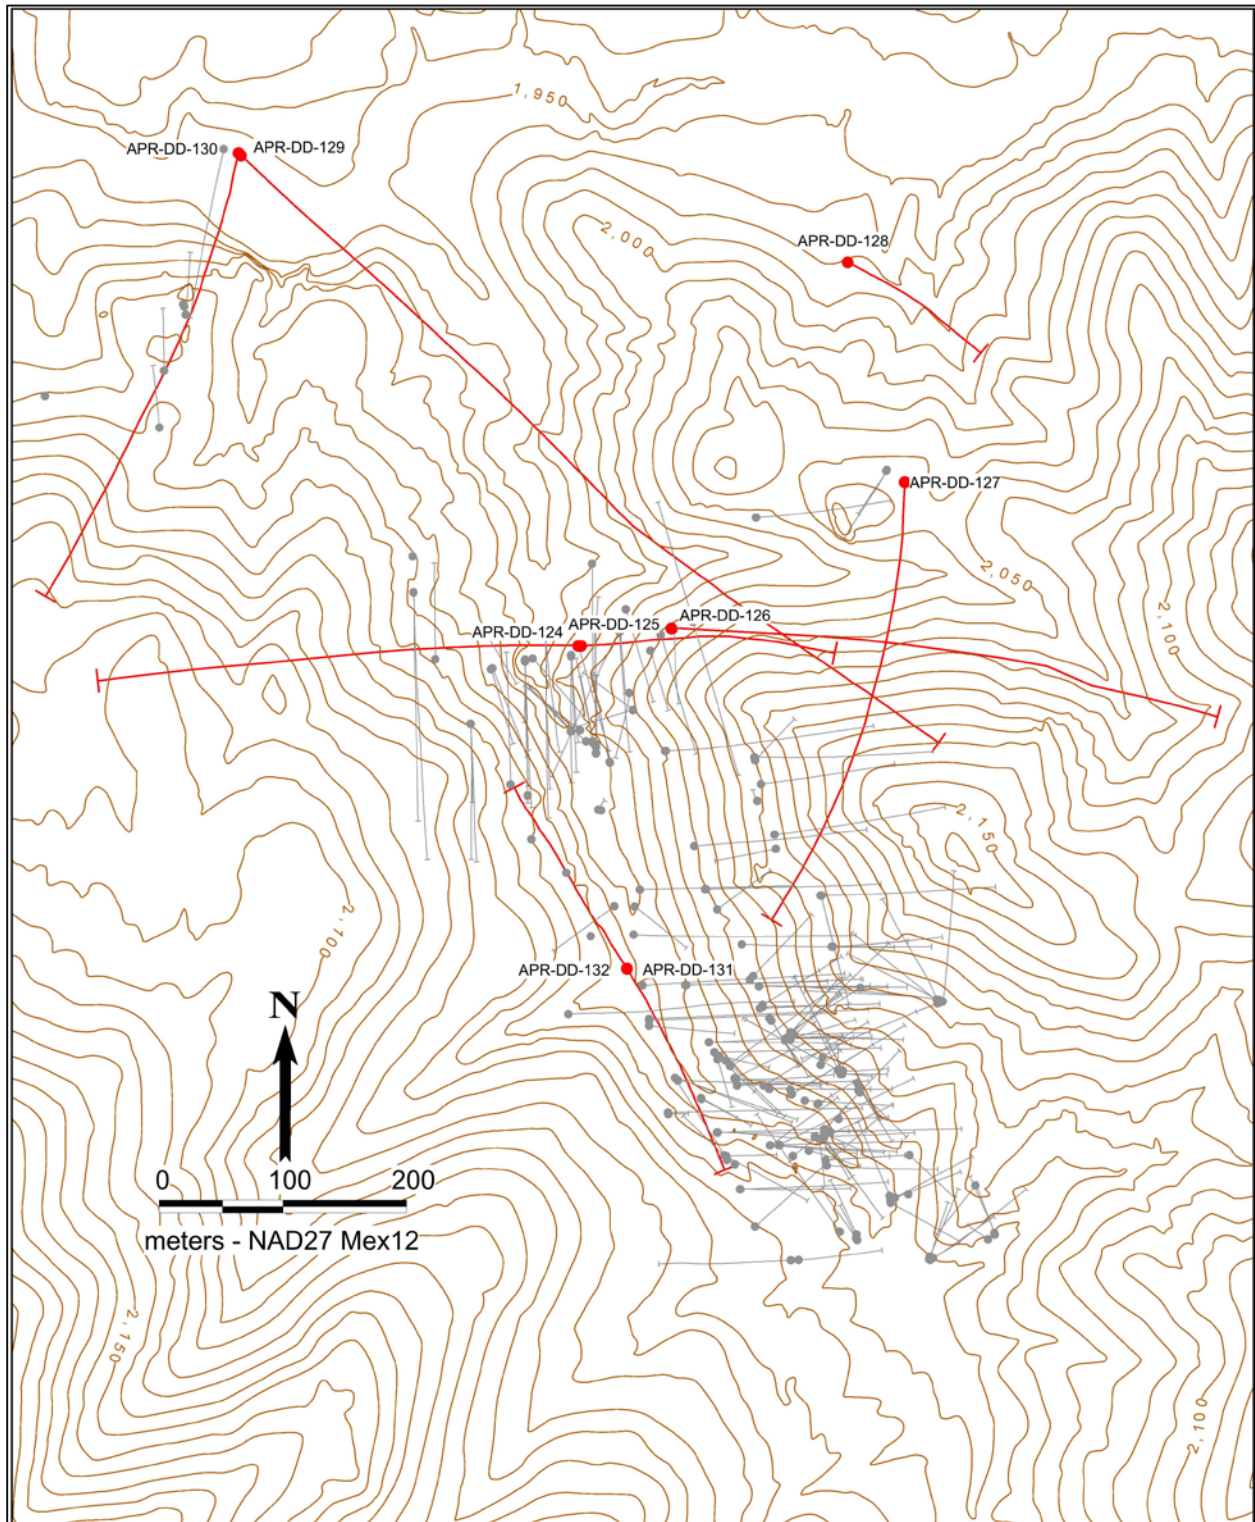 1,950
APR-DD-130
APR-DD-129
2,000
APR-DD-128
APR-DD-127
2,050
2,100
APR-DD-124
APR-DD-125
APR-DD-126
2,150
2,100
APR-DD-132
APR-DD-131
N
0 100 200
meters - NAD27 Mex12
2,150
2,100